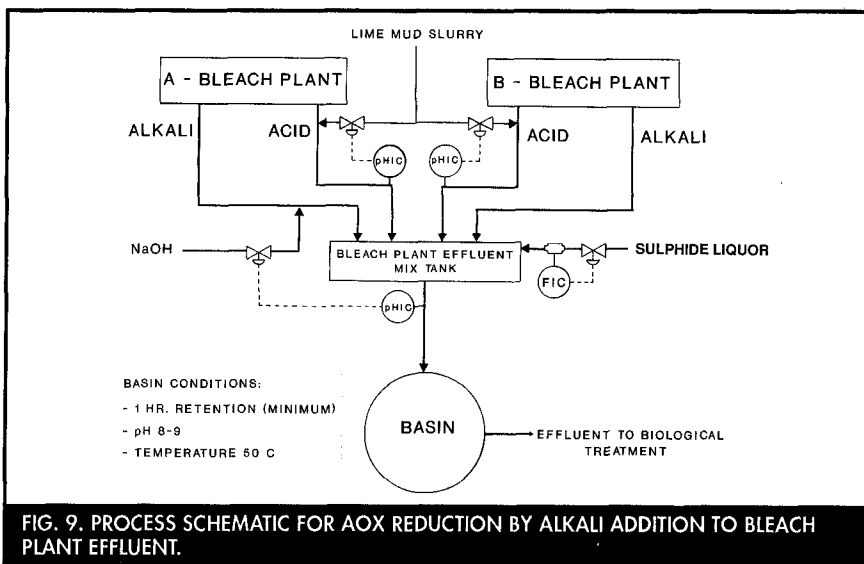 LIME MUD SLURRY
A - BLEACH PLANT
B - BLEACH PLANT
ALKALI
ACID
ACID
ALKALI
pHIC
pHIC
NaOH
BLEACH PLANT EFFLUENT
MIX TANK
SULPHIDE LIQUOR
FIC
pHIC
BASIN CONDITIONS:
- 1 HR. RETENTION (MINIMUM)
- pH 8-9
- TEMPERATURE 50 C
BASIN
EFFLUENT TO BIOLOGICAL
TREATMENT
FIG. 9. PROCESS SCHEMATIC FOR AOX REDUCTION BY ALKALI ADDITION TO BLEACH
PLANT EFFLUENT.